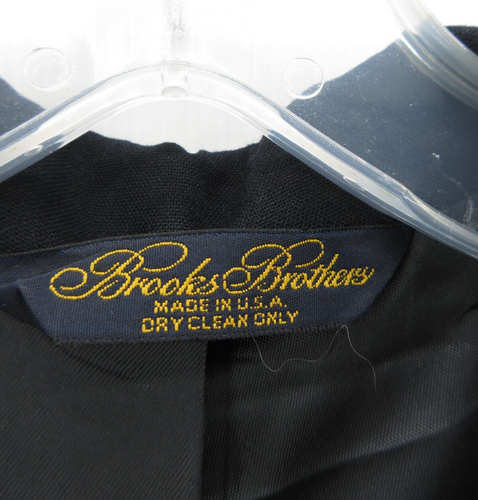 Brooks Brothers
MADE IN U.S.A.
DRY CLEAN ONLY